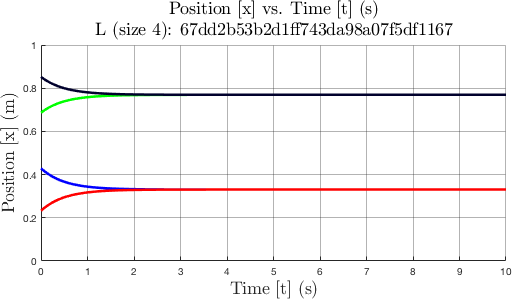 Position [x] vs. Time [t] (s)
L (size 4): 67dd2b53b2d1ff743da98a07f5df1167
Position [x] (m)
1
0.8
0.6
0.4
0.2
0
0 1 2 3 4 5 6 7 8 9 10
Time [t] (s)